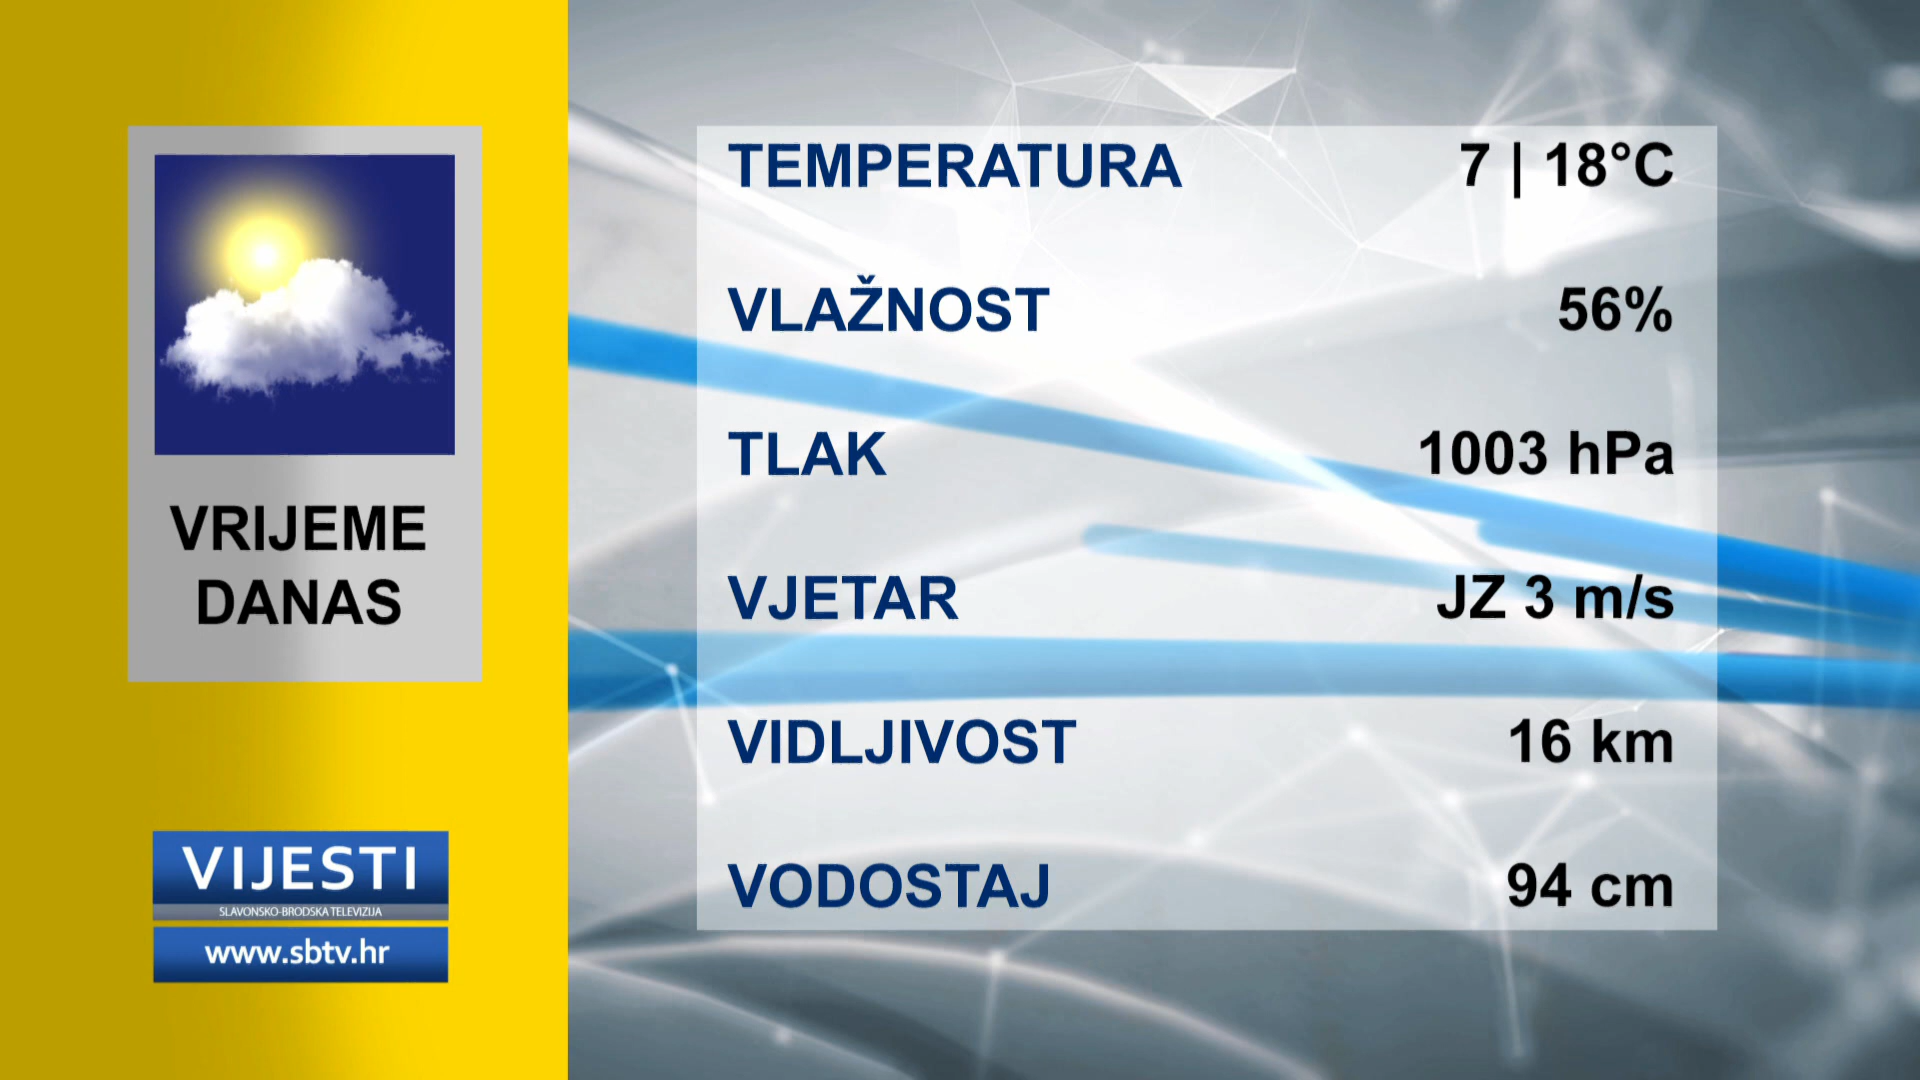 VRIJEME
DANAS
VIJESTI
SLAVONSKO-BRODSKA TELEVIZIJA
www.sbtv.hr
TEMPERATURA 7 | 18°C
VLAŽNOST 56%
TLAK 1003 hPa
VJETAR JZ 3 m/s
VIDLJIVOST 16 km
VODOSTAJ 94 cm